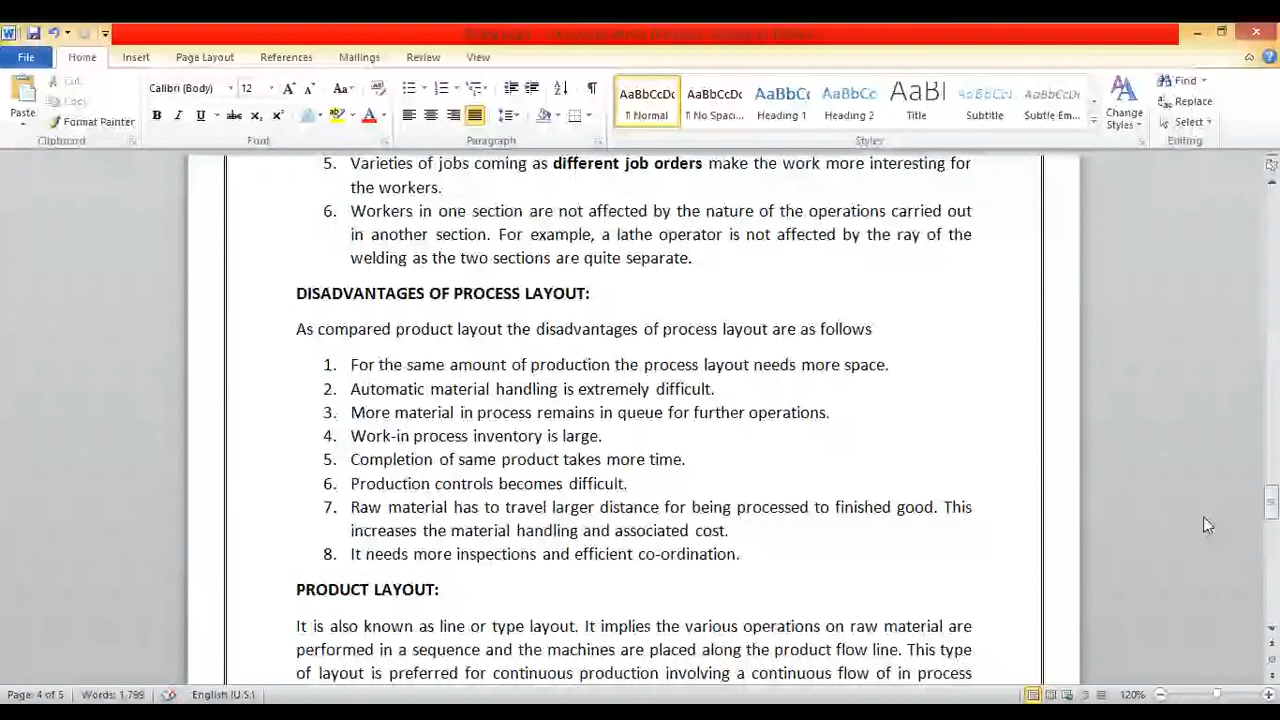 File Home Insert Page Layout References Mailings Review View
Paste
Cut
Copy
Format Painter
Clipboard
Calibri (Body) 12
Font
Paragraph
AaBbCcDc AaBbCcDc AaBbCc AaBbCc AaBl AaBbCcDc AaBbCcDc
¶ Normal ¶ No Spaci... Heading 1 Heading 2 Title Subtitle Subtle Em...
Styles
Change
Styles
Find
Replace
Select
Editing
5. Varieties of jobs coming as different job orders make the work more interesting for
the workers.
6. Workers in one section are not affected by the nature of the operations carried out
in another section. For example, a lathe operator is not affected by the ray of the
welding as the two sections are quite separate.
DISADVANTAGES OF PROCESS LAYOUT:
As compared product layout the disadvantages of process layout are as follows
1. For the same amount of production the process layout needs more space.
2. Automatic material handling is extremely difficult.
3. More material in process remains in queue for further operations.
4. Work-in process inventory is large.
5. Completion of same product takes more time.
6. Production controls becomes difficult.
7. Raw material has to travel larger distance for being processed to finished good. This
increases the material handling and associated cost.
8. It needs more inspections and efficient co-ordination.
PRODUCT LAYOUT:
It is also known as line or type layout. It implies the various operations on raw material are
performed in a sequence and the machines are placed along the product flow line. This type
of layout is preferred for continuous production involving a continuous flow of in process
Page: 4 of 5 Words: 1,799 English (U.S.) 120%